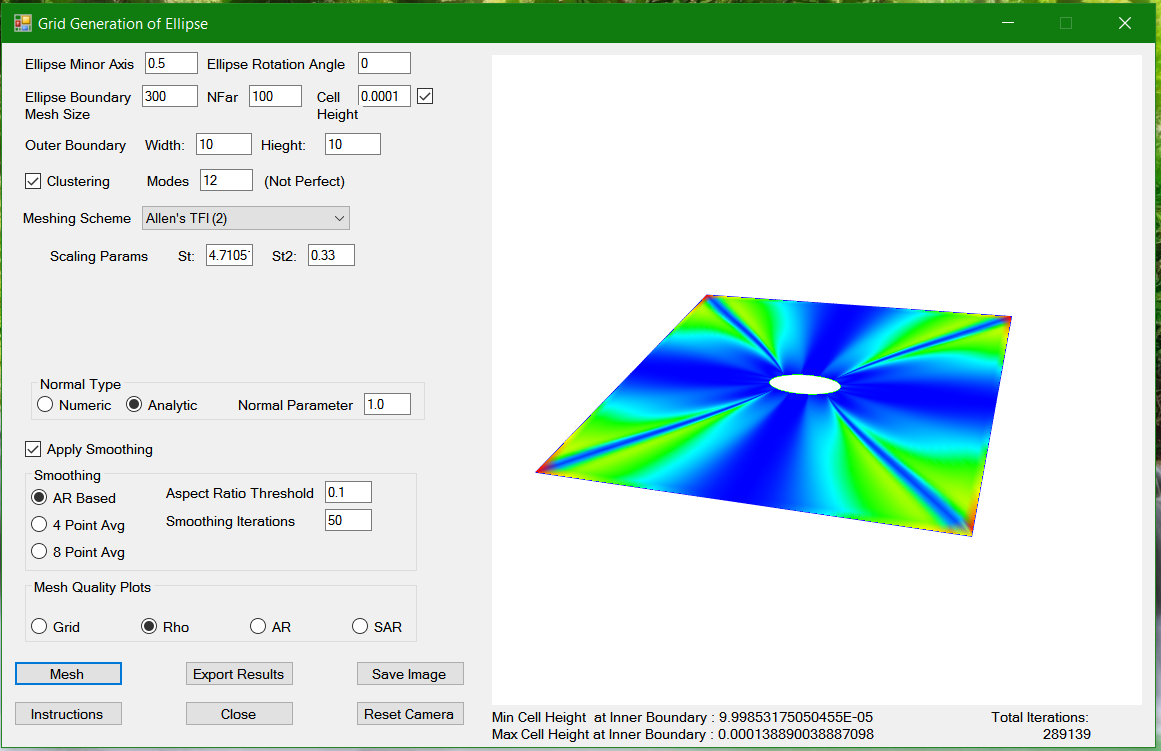 Grid Generation of Ellipse
Ellipse Minor Axis 0.5 Ellipse Rotation Angle 0
Ellipse Boundary Mesh Size 300 NFar 100 Cell Height 0.0001
Outer Boundary Width: 10 Hieght: 10
Clustering Modes 12 (Not Perfect)
Meshing Scheme Allen's TFI (2)
Scaling Params St: 4.7105 St2: 0.33
Normal Type
Numeric Analytic Normal Parameter 1.0
Apply Smoothing
Smoothing
AR Based Aspect Ratio Threshold 0.1
4 Point Avg Smoothing Iterations 50
8 Point Avg
Mesh Quality Plots
Grid Rho AR SAR
Mesh Export Results Save Image
Instructions Close Reset Camera
Min Cell Height at Inner Boundary : 9.99853175050455E-05
Max Cell Height at Inner Boundary : 0.000138890038887098
Total Iterations:
289139